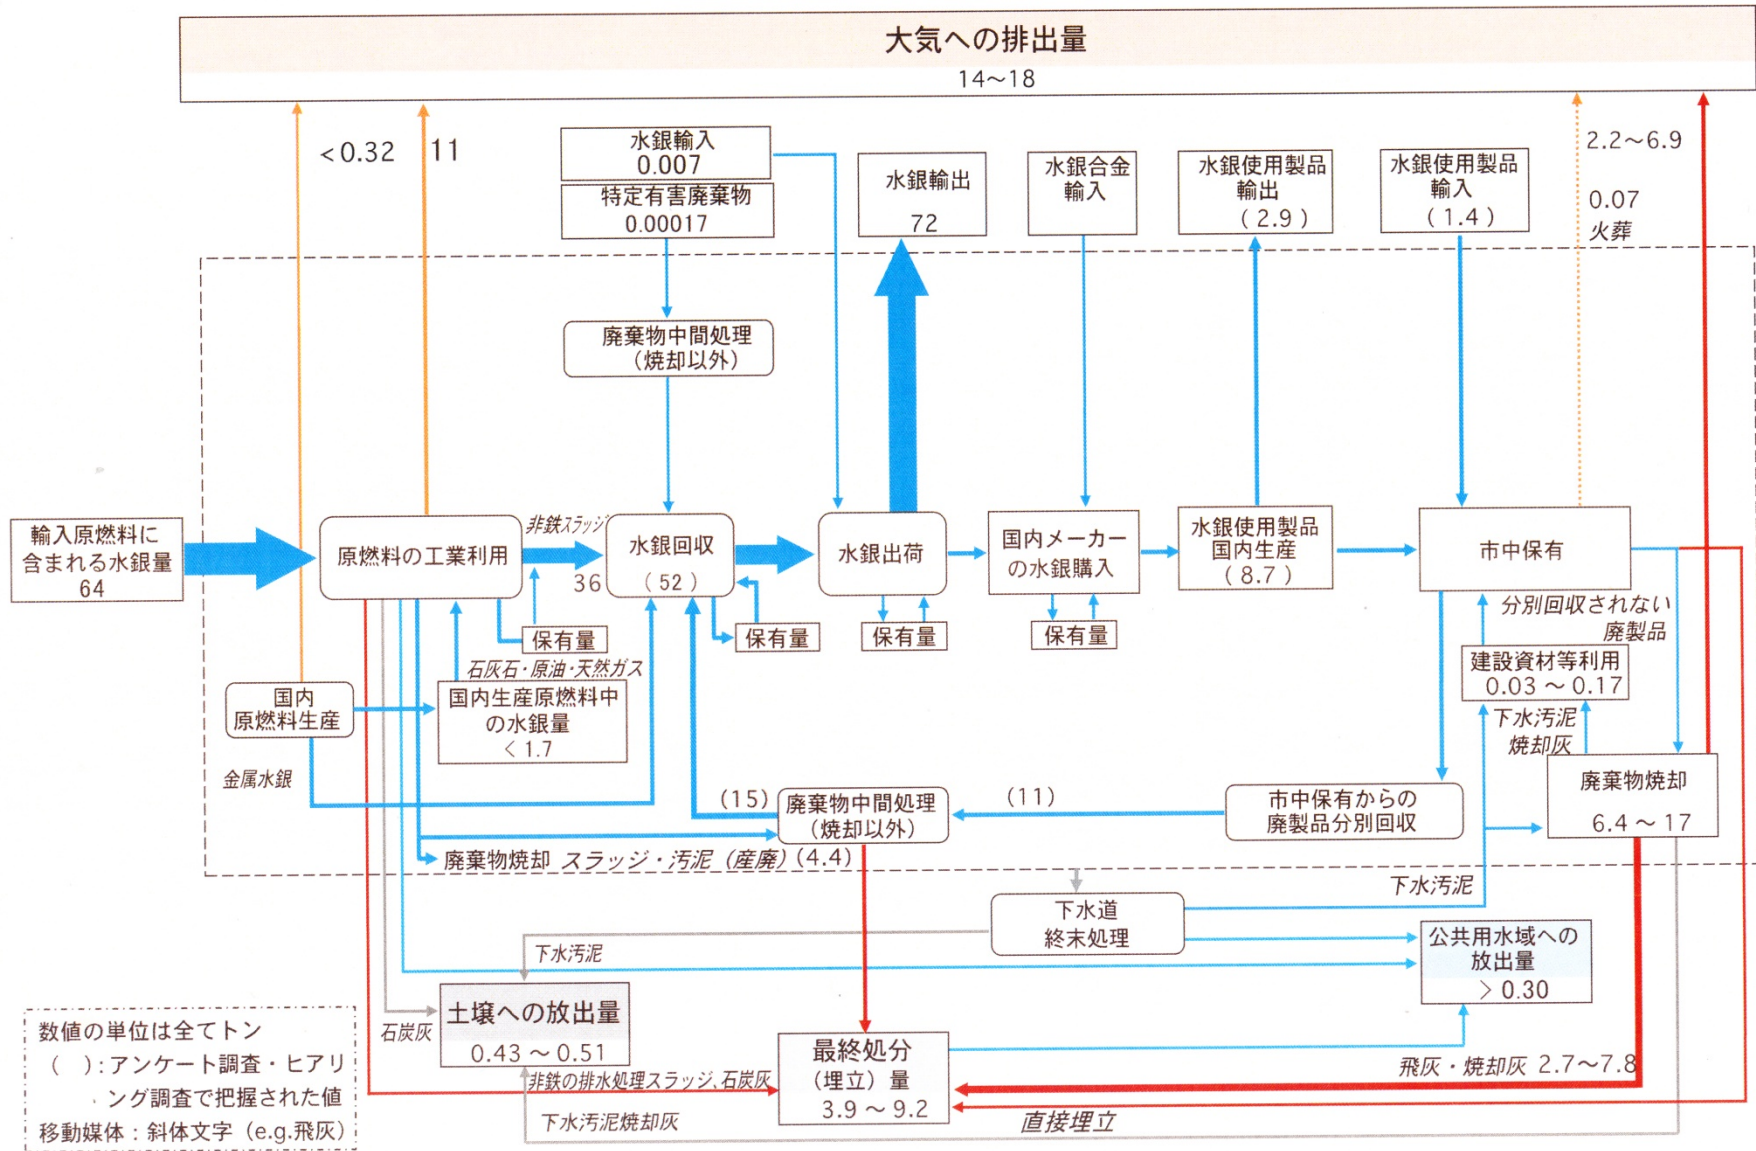 大気への排出量
14～18
<0.32
11
水銀輸入
0.007
特定有害廃棄物
0.00017
水銀輸出
72
水銀合金
輸入
水銀使用製品
輸出
(2.9)
水銀使用製品
輸入
(1.4)
2.2～6.9
0.07
火葬
廃棄物中間処理
(焼却以外)
輸入原燃料に
含まれる水銀量
64
原燃料の工業利用
非鉄スラッジ
36
水銀回収
(52)
水銀出荷
国内メーカー
の水銀購入
水銀使用製品
国内生産
(8.7)
市中保有
保有量
保有量
保有量
保有量
分別回収されない
廃製品
石灰石・原油・天然ガス
国内
原燃料生産
国内生産原燃料中
の水銀量
<1.7
建設資材等利用
0.03～0.17
下水汚泥
焼却灰
金属水銀
(15)
廃棄物中間処理
(焼却以外)
(11)
市中保有からの
廃製品分別回収
廃棄物焼却
6.4～17
廃棄物焼却 スラッジ・汚泥(産廃)(4.4)
下水汚泥
下水道
終末処理
下水汚泥
公共用水域への
放出量
>0.30
土壌への放出量
0.43～0.51
石炭灰
最終処分
(埋立)量
3.9～9.2
非鉄の排水処理スラッジ、石炭灰
飛灰・焼却灰 2.7～7.8
下水汚泥焼却灰
直接埋立
数値の単位は全てトン
( ):アンケート調査・ヒアリ
ング調査で把握された値
移動媒体:斜体文字(e.g.飛灰)